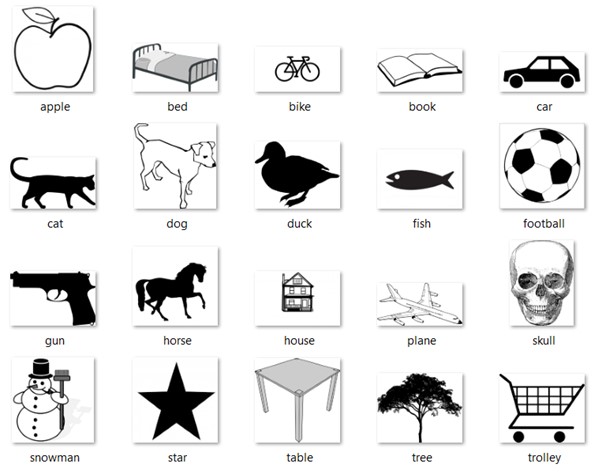 apple bed bike book car
cat dog duck fish football
gun horse house plane skull
snowman star table tree trolley